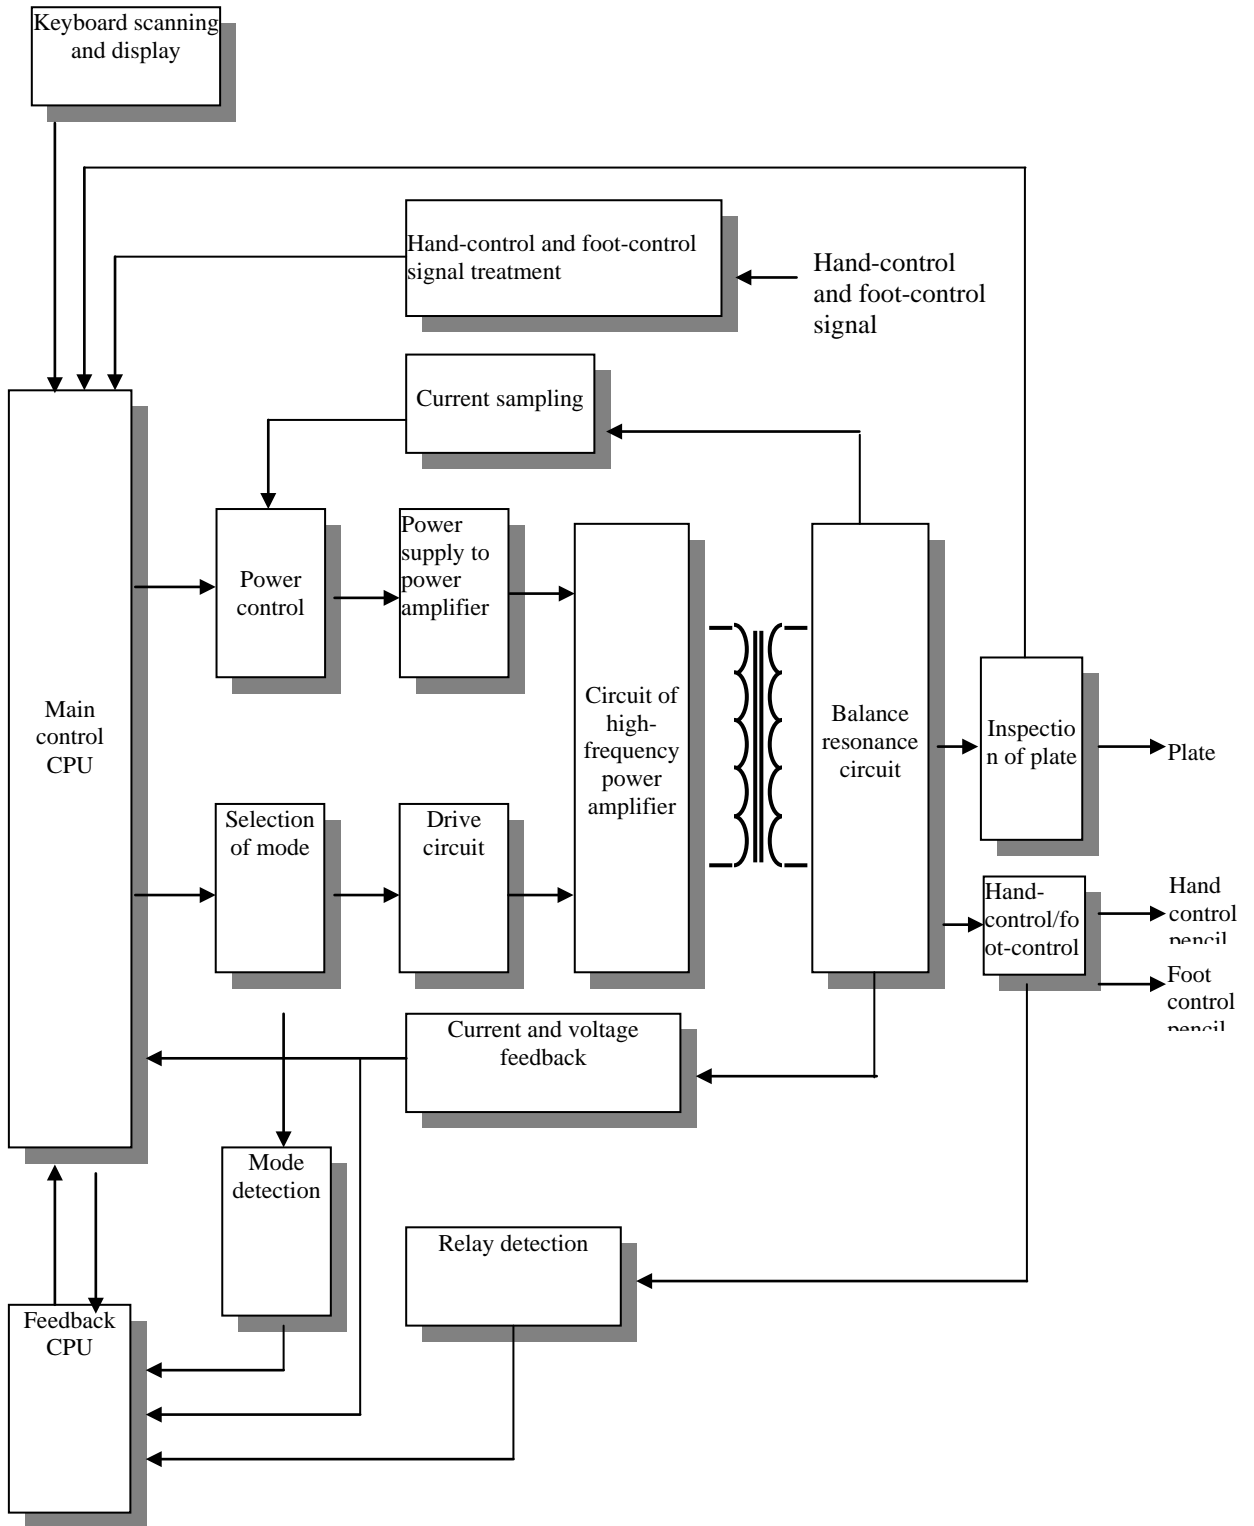 Keyboard scanning
and display
Hand-control and foot-control
signal treatment
Hand-control
and foot-control
signal
Current sampling
Power
control
Power
supply to
power
amplifier
Main
control
CPU
Circuit of
high-
frequency
power
amplifier
Balance
resonance
circuit
Inspectio
n of plate
Plate
Selection
of mode
Drive
circuit
Hand-
control/fo
ot-control
Hand
control
pencil
Foot
control
pencil
Current and voltage
feedback
Mode
detection
Relay detection
Feedback
CPU